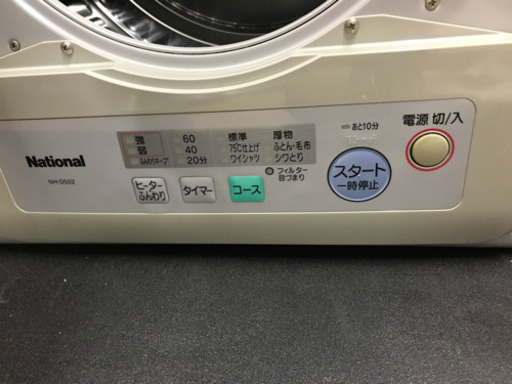 National
NH-D502
強
弱
ふんわりキープ
60
40
20分
標準
75℃仕上げ
ワイシャツ
厚物
ふとん・毛布
シワとり
ヒーター
ふんわり
タイマー
コース
フィルター
目づまり
あと10分
スタート
一時停止
電源 切/入